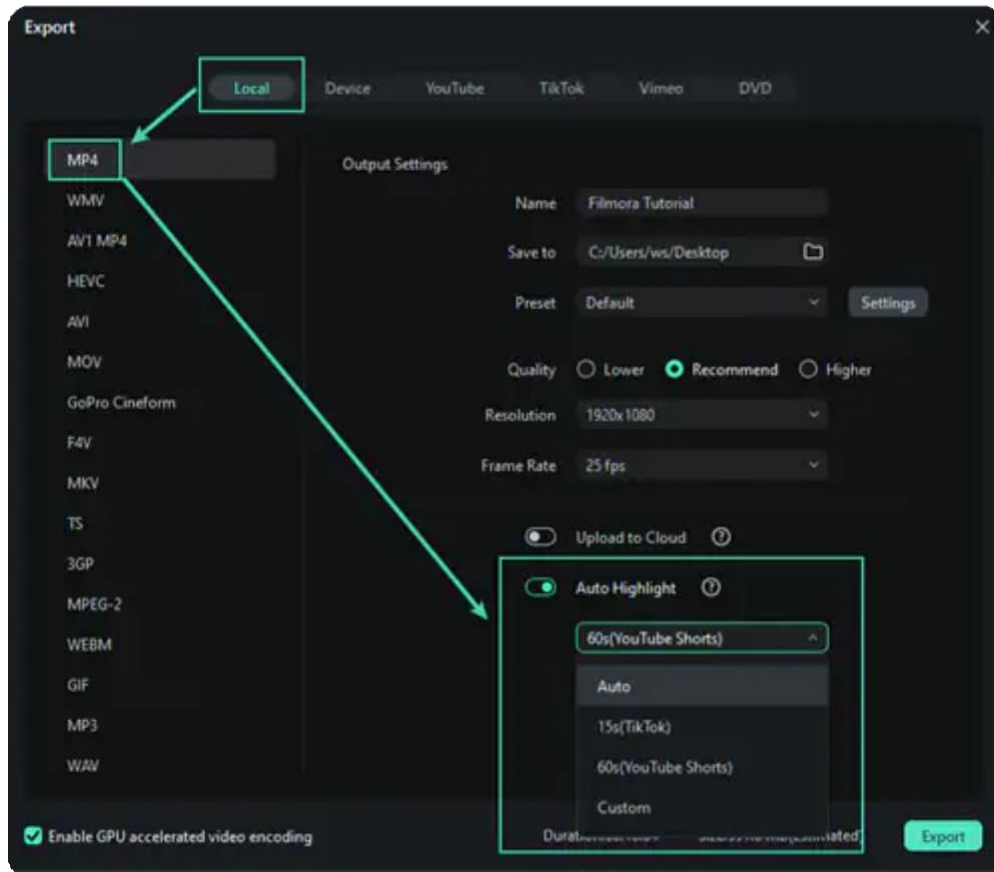 Export
Local Device YouTube TikTok Vimeo DVD
MP4
WMV
AV1 MP4
HEVC
AVI
MOV
GoPro Cineform
F4V
MKV
TS
3GP
MPEG-2
WEBM
GIF
MP3
WAV
Output Settings
Name Filmora Tutorial
Save to C:/Users/ws/Desktop
Preset Default Settings
Quality Lower Recommend Higher
Resolution 1920x1080
Frame Rate 25 fps
Upload to Cloud ?
Auto Highlight ?
60s(YouTube Shorts)
Auto
15s(TikTok)
60s(YouTube Shorts)
Custom
Enable GPU accelerated video encoding
Export